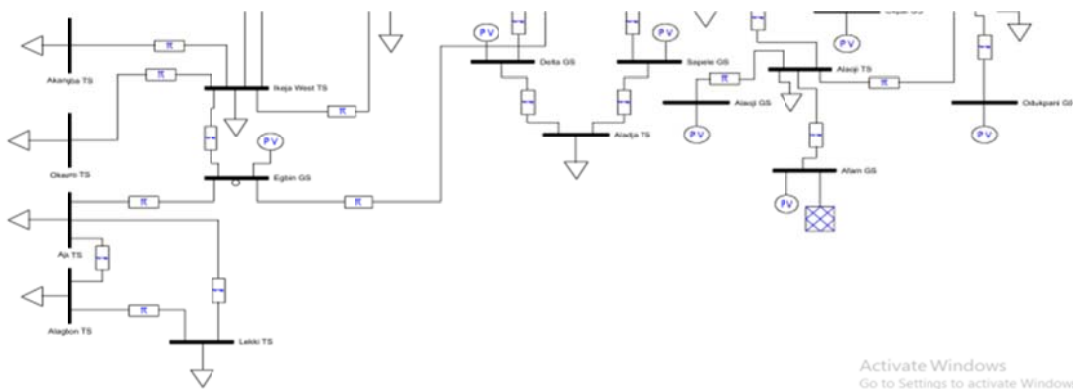 PV
PV
PV
Akangba TS
Delta GS
Sapele GS
Alaoji TS
Ikeja West TS
Alaoji GS
Odukpani GS
PV
PV
Aladja TS
PV
Okearo TS
Egbin GS
Afam GS
PV
Aja TS
Alagbon TS
Lekki TS
Activate Windows
Go to Settings to activate Windows